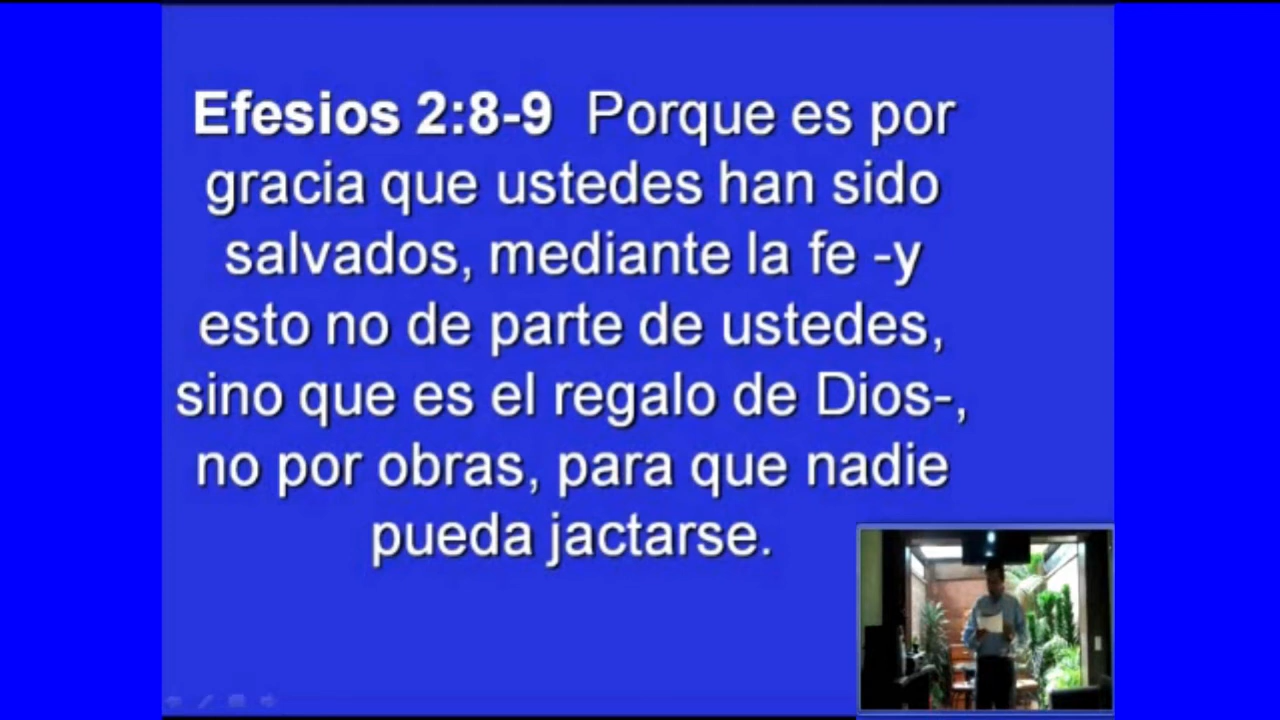 Efesios 2:8-9 Porque es por
gracia que ustedes han sido
salvados, mediante la fe -y
esto no de parte de ustedes,
sino que es el regalo de Dios-,
no por obras, para que nadie
pueda jactarse.